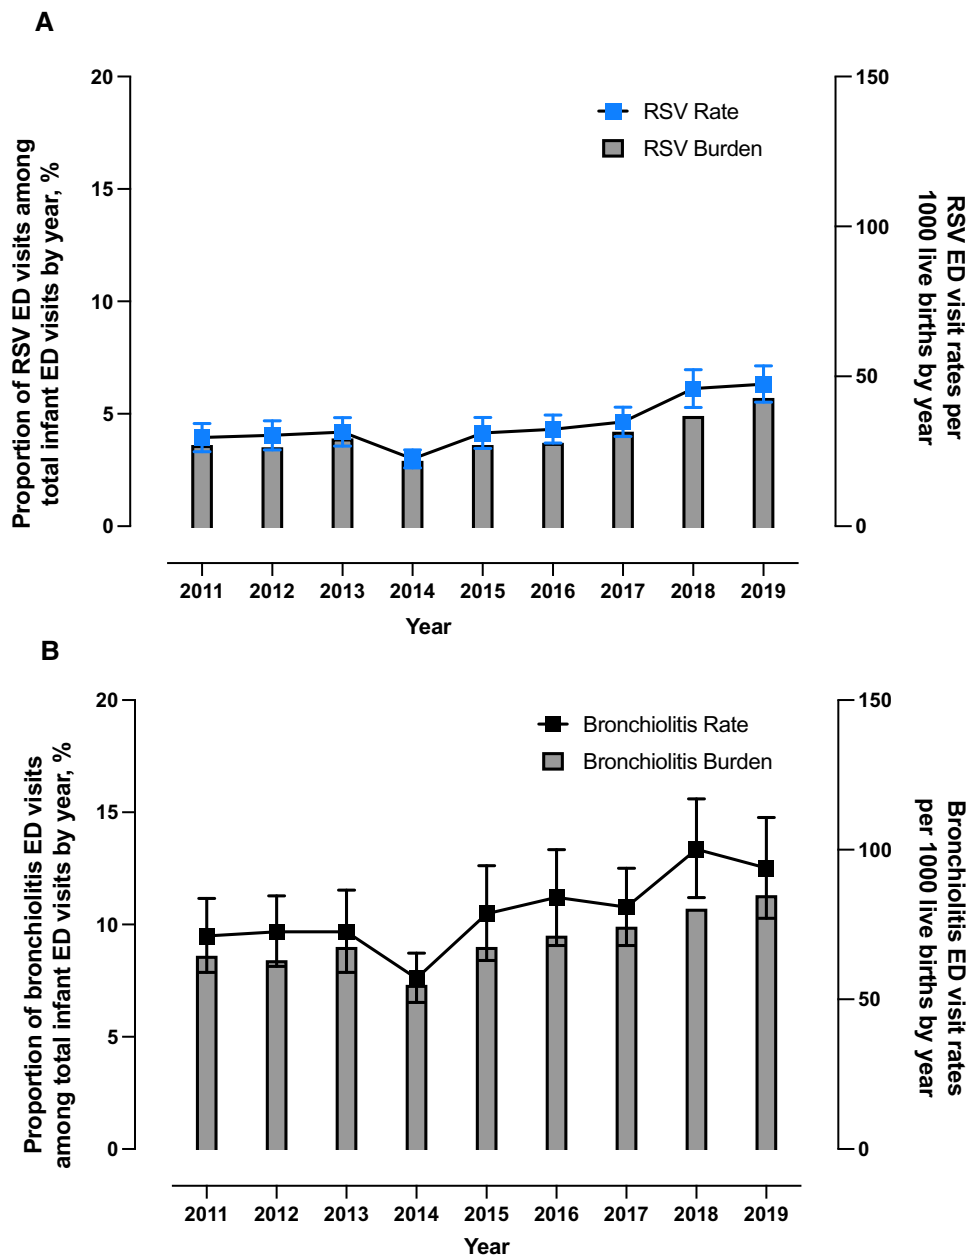 A
Proportion of RSV ED visits among
total infant ED visits by year, %
20
15
10
5
0
RSV Rate
RSV Burden
150
100
50
0
RSV ED visit rates per
1000 live births by year
2011 2012 2013 2014 2015 2016 2017 2018 2019
Year
B
Proportion of bronchiolitis ED visits
among total infant ED visits by year, %
20
15
10
5
0
Bronchiolitis Rate
Bronchiolitis Burden
150
100
50
0
Bronchiolitis ED visit rates
per 1000 live births by year
2011 2012 2013 2014 2015 2016 2017 2018 2019
Year